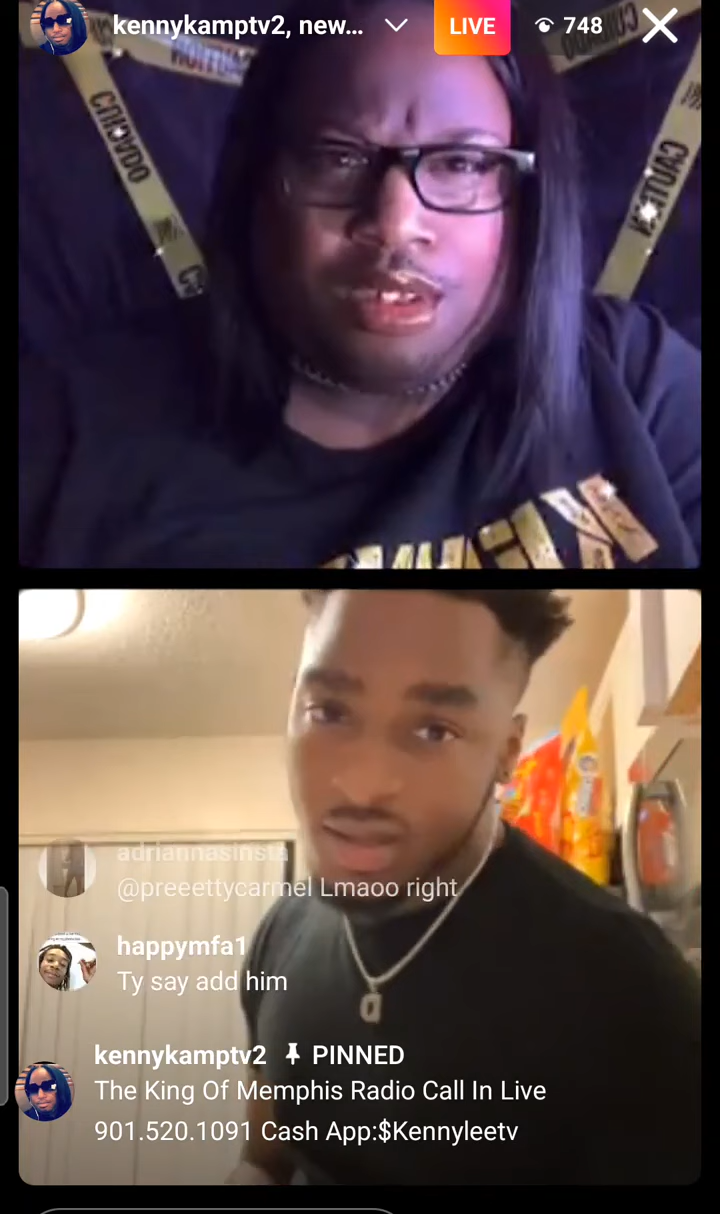 kennykamptv2, new...
LIVE
748
CUIDADO
CAUTION
adriannasinsta
@preeettycarmel Lmaoo right
happymfa1
Ty say add him
kennykamptv2 PINNED
The King Of Memphis Radio Call In Live
901.520.1091 Cash App:$Kennyleetv